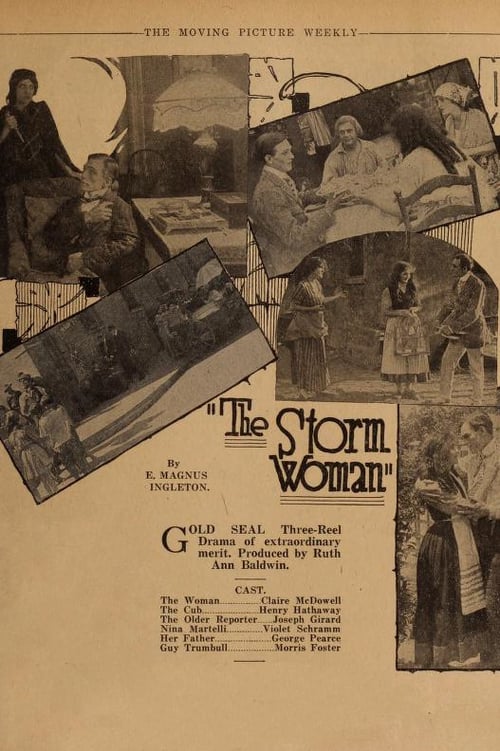 THE MOVING PICTURE WEEKLY
"The Storm
Woman"
By
E. MAGNUS
INGLETON.
GOLD SEAL Three-Reel
Drama of extraordinary
merit. Produced by Ruth
Ann Baldwin.
CAST.
The Woman..............Claire McDowell
The Cub...................Henry Hathaway
The Older Reporter.....Joseph Girard
Nina Martelli.............Violet Schramm
Her Father...................George Pearce
Guy Trumbull................Morris Foster